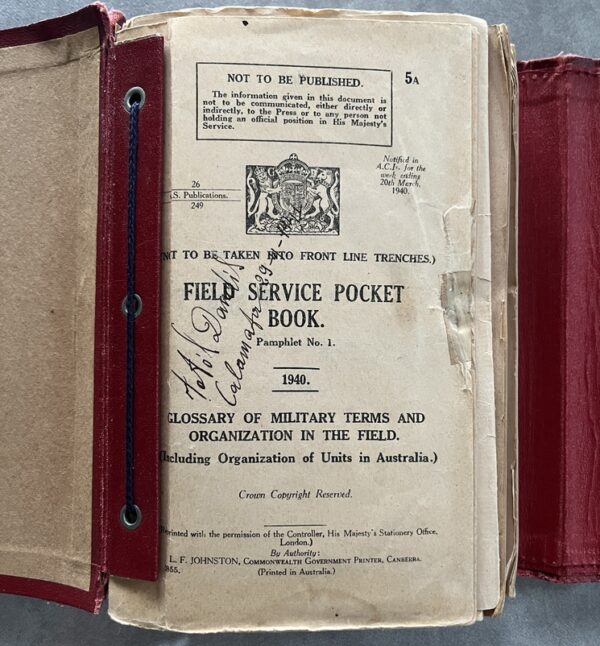 NOT TO BE PUBLISHED.
The information given in this document is
not to be communicated, either directly or
indirectly, to the Press or to any person not
holding an official position in His Majesty's
Service.
5A
Notified in
A.C.Is. for the
week ending
20th March,
1940.
26
.S. Publications.
249
TO BE TAKEN INTO FRONT LINE TRENCHES.)
FIELD SERVICE POCKET
BOOK.
Pamphlet No. 1.
1940.
GLOSSARY OF MILITARY TERMS AND
ORGANIZATION IN THE FIELD.
cluding Organization of Units in Australia.)
Crown Copyright Reserved.
printed with the permission of the Controller, His Majesty's Stationery Office,
London.)
By Authority:
L. F. JOHNSTON, COMMONWEALTH GOVERNMENT PRINTER, CANBERRA.
(Printed in Australia.)